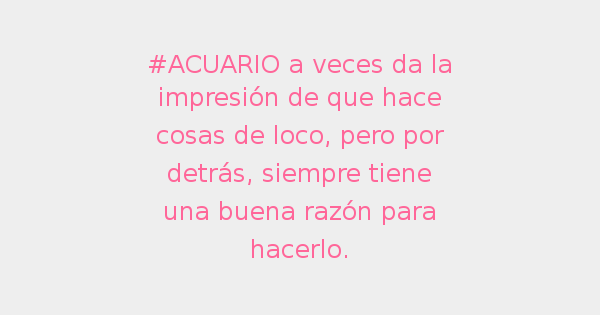 #ACUARIO a veces da la
impresión de que hace
cosas de loco, pero por
detrás, siempre tiene
una buena razón para
hacerlo.